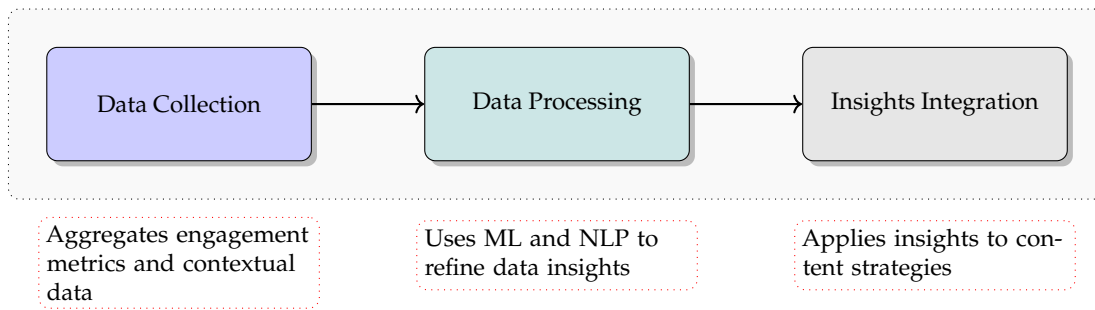 Data Collection
Data Processing
Insights Integration
Aggregates engagement
metrics and contextual
data
Uses ML and NLP to
refine data insights
Applies insights to con-
tent strategies